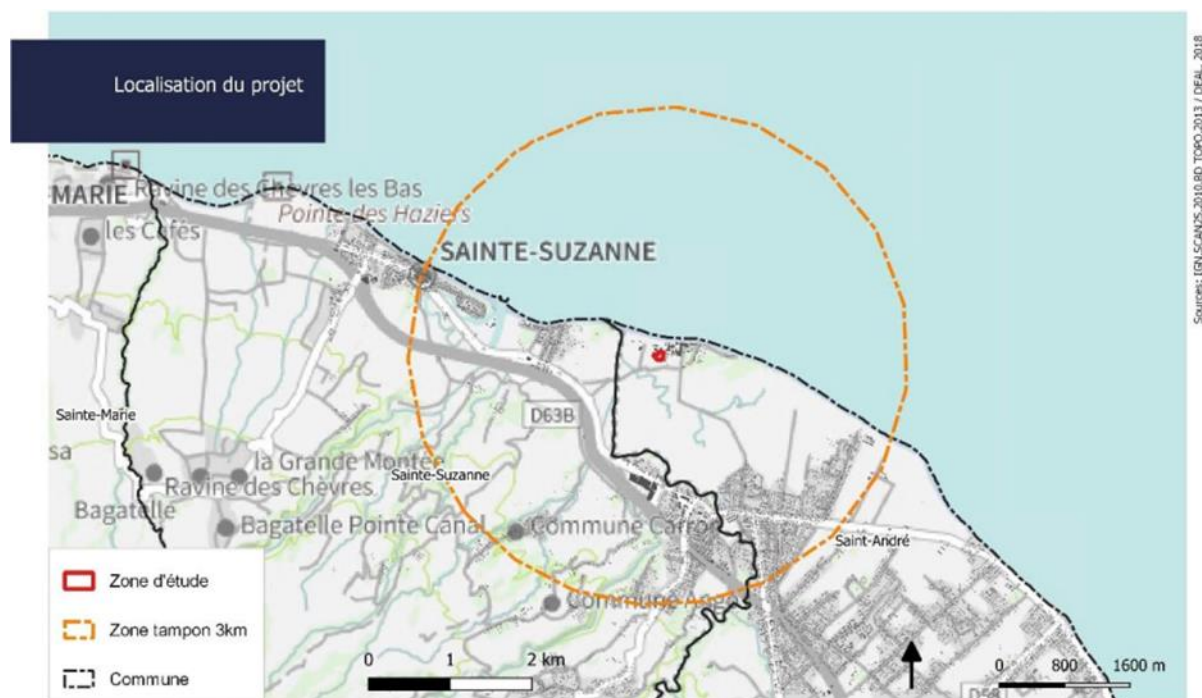 Localisation du projet
Sources: IGN SCAN25 2010 BD TOPO 2013 / DEAL, 2018
MARIE
Ravine des Chèvres les Bas
Pointe des Haziers
les Cafés
SAINTE-SUZANNE
D63B
Sainte-Marie
la Grande Montée
Sainte-Suzanne
sa
Ravine des Chèvres
Bagatelle
Bagatelle Pointe Canal
Commune Carron
Saint-André
Commune Ango
Zone d'étude
Zone tampon 3km
Commune
0 1 2 km
0 800 1600 m